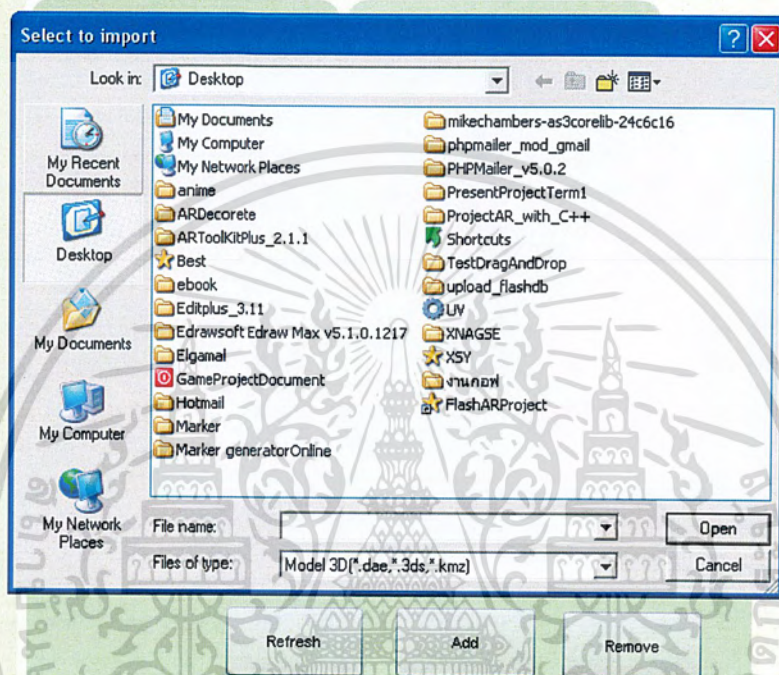 Select to import
Look in: Desktop
My Recent
Documents
Desktop
My Documents
My Computer
My Network
Places
My Documents
My Computer
My Network Places
anime
ARDecorete
ARToolKitPlus_2.1.1
Best
ebook
Editplus_3.11
Edrawsoft Edraw Max v5.1.0.1217
Elgamal
GameProjectDocument
Hotmail
Marker
Marker generatorOnline
mikechambers-as3corelib-24c6c16
phpmailer_mod_gmail
PHPMailer_v5.0.2
PresentProjectTerm1
ProjectAR_with_C++
Shortcuts
TestDragAndDrop
upload_flashdb
UV
XNAGSE
XSY
งานกอฟ
FlashARProject
File name:
Open
Files of type: Model 3D(*.dae,*.3ds,*.kmz)
Cancel
Refresh Add Remove